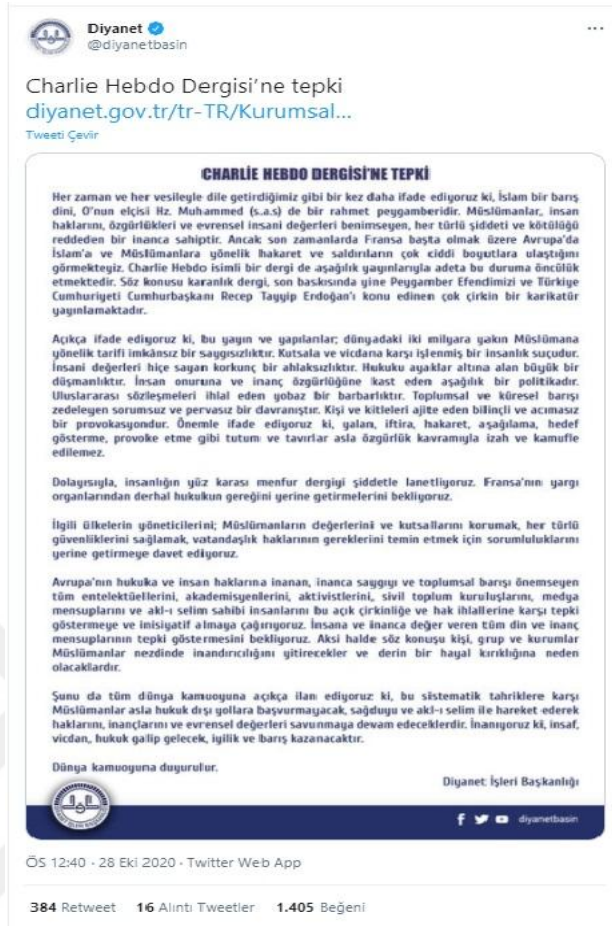 Diyanet
@diyanetbasin
Charlie Hebdo Dergisi'ne tepki
diyanet.gov.tr/tr-TR/Kurumsal...
Tweeti Çevir
CHARLİE HEBDO DERGİSİ'NE TEPKİ
Her zaman ve her vesileyle dile getirdiğimiz gibi bir kez daha ifade ediyoruz ki, İslam bir barış
dini, O'nun elçisi Hz. Muhammed (s.a.s) de bir rahmet peygamberidir. Müslümanlar, insan
haklarını, özgürlükleri ve evrensel insani değerleri benimseyen, her türlü şiddeti ve kötülüğü
reddeden bir inanca sahiptir. Ancak son zamanlarda Fransa başta olmak üzere Avrupa'da
İslam'a ve Müslümanlara yönelik hakaret ve saldırıların çok ciddi boyutlara ulaştığını
görmekteyiz. Charlie Hebdo isimli bir dergi de aşağılık yayınlarıyla adeta bu duruma öncülük
etmektedir. Söz konusu karanlık dergi, son baskısında yine Peygamber Efendimizi ve Türkiye
Cumhuriyeti Cumhurbaşkanı Recep Tayyip Erdoğan'ı konu edinen çok çirkin bir karikatür
yayınlamaktadır.
Açıkça ifade ediyoruz ki, bu yayın ve yapılanlar; dünyadaki iki milyara yakın Müslümana
yönelik tarifi imkânsız bir saygısızlıktır. Kutsala ve vicdana karşı işlenmiş bir insanlık suçudur.
İnsani değerleri hiçe sayan korkunç bir ahlaksızlıktır. Hukuku ayaklar altına alan büyük bir
düşmanlıktır. İnsan onuruna ve inanç özgürlüğüne kast eden aşağılık bir politikadır.
Uluslararası sözleşmeleri ihlal eden yobaz bir barbarlıktır. Toplumsal ve küresel barışı
zedeleyen sorumsuz ve pervasız bir davranıştır. Kişi ve kitleleri ajite eden bilinçli ve acımasız
bir provokasyondur. Önemle ifade ediyoruz ki, yalan, iftira, hakaret, aşağılama, hedef
gösterme, provoke etme gibi tutum ve tavırlar asla özgürlük kavramıyla izah ve kamufle
edilemez.
Dolayısıyla, insanlığın yüz karası menfur dergiyi şiddetle lanetliyoruz. Fransa'nın yargı
organlarından derhal hukukun gereğini yerine getirmelerini bekliyoruz.
İlgili ülkelerin yöneticilerini; Müslümanların değerlerini ve kutsallarını korumak, her türlü
güvenliklerini sağlamak, vatandaşlık haklarının gereklerini temin etmek için sorumluluklarını
yerine getirmeye davet ediyoruz.
Avrupa'nın hukuka ve insan haklarına inanan, inanca saygıyı ve toplumsal barışı önemseyen
tüm entelektüellerini, akademisyenlerini, aktivistlerini, sivil toplum kuruluşlarını, medya
mensuplarını ve akl-ı selim sahibi insanlarını bu açık çirkinliğe ve hak ihlallerine karşı tepki
göstermeye ve inisiyatif almaya çağırıyoruz. İnsana ve inanca değer veren tüm din ve inanç
mensuplarının tepki göstermesini bekliyoruz. Aksi halde söz konuşu kişi, grup ve kurumlar
Müslümanlar nezdinde inandırıcılığını yitirecekler ve derin bir hayal kırıklığına neden
olacaklardır.
Şunu da tüm dünya kamuoyuna açıkça ilan ediyoruz ki, bu sistematik tahriklere karşı
Müslümanlar asla hukuk dışı yollara başvurmayacak, sağduyu ve akl-ı selim ile hareket ederek
haklarını, inançlarını ve evrensel değerleri savunmaya devam edeceklerdir. İnanıyoruz ki, insaf,
vicdan, hukuk galip gelecek, iyilik ve barış kazanacaktır.
Dünya kamuoyuna duyurulur.
Diyanet İşleri Başkanlığı
diyanetbasin
ÖS 12:40 · 28 Eki 2020 · Twitter Web App
384 Retweet 16 Alıntı Tweetler 1.405 Beğeni